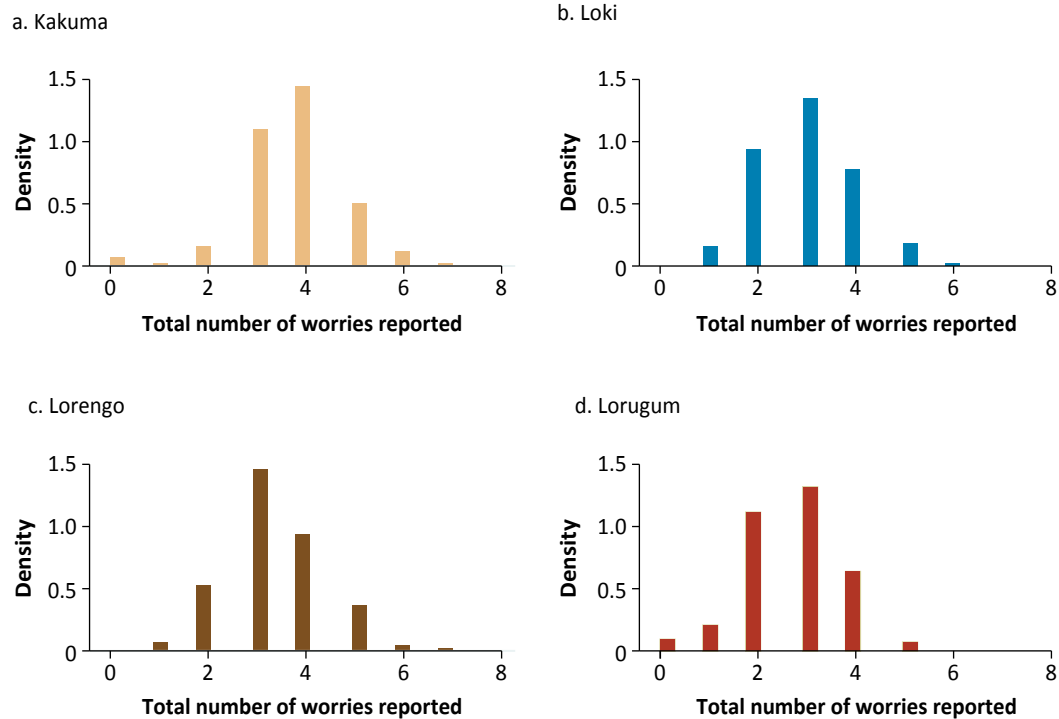 a. Kakuma
1.5
1.0
0.5
0
Density
0 2 4 6 8
Total number of worries reported
b. Loki
1.5
1.0
0.5
0
Density
0 2 4 6 8
Total number of worries reported
c. Lorengo
1.5
1.0
0.5
0
Density
0 2 4 6 8
Total number of worries reported
d. Lorugum
1.5
1.0
0.5
0
Density
0 2 4 6 8
Total number of worries reported